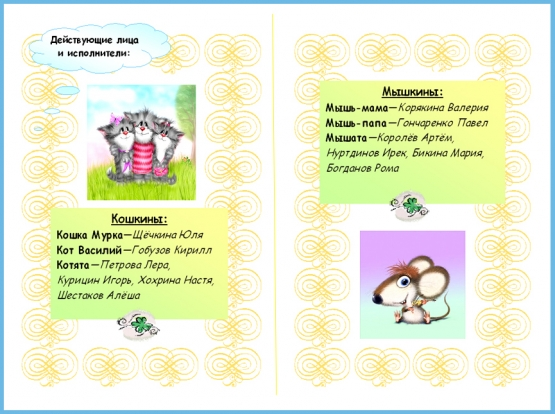 Действующие лица
и исполнители:
Кошкины:
Кошка Мурка—Щёчкина Юля
Кот Василий—Гобузов Кирилл
Котята—Петрова Лера,
Курицин Игорь, Хохрина Настя,
Шестаков Алёша
Мышкины:
Мышь-мама—Корякина Валерия
Мышь-папа—Гончаренко Павел
Мышата—Королёв Артём,
Нуртдинов Ирек, Бикина Мария,
Богданов Рома